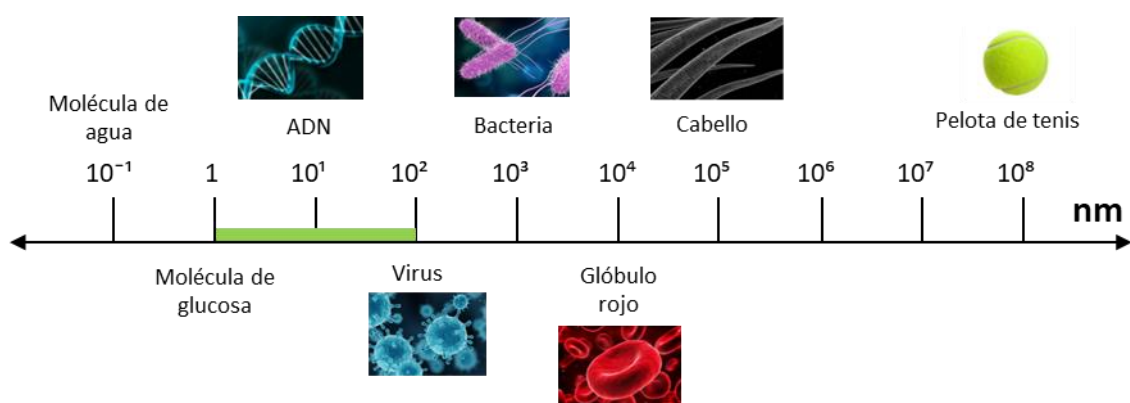 Molécula de
agua
ADN
Bacteria
Cabello
Pelota de tenis
10⁻¹ 1 10¹ 10² 10³ 10⁴ 10⁵ 10⁶ 10⁷ 10⁸
nm
Molécula de
glucosa
Virus
Glóbulo
rojo